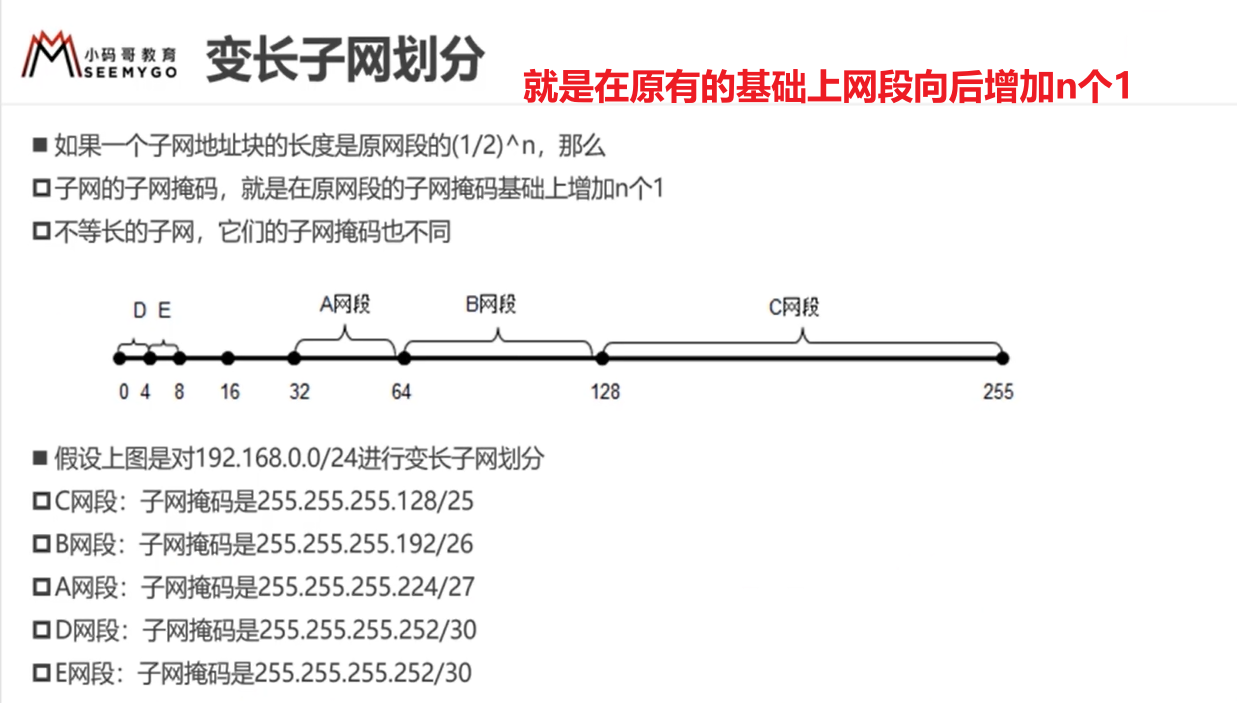 小码哥教育
SEEMYGO
变长子网划分
就是在原有的基础上网段向后增加n个1
如果一个子网地址块的长度是原网段的(1/2)^n，那么
子网的子网掩码，就是在原网段的子网掩码基础上增加n个1
不等长的子网，它们的子网掩码也不同
D E A网段 B网段 C网段
0 4 8 16 32 64 128 255
假设上图是对192.168.0.0/24进行变长子网划分
C网段：子网掩码是255.255.255.128/25
B网段：子网掩码是255.255.255.192/26
A网段：子网掩码是255.255.255.224/27
D网段：子网掩码是255.255.255.252/30
E网段：子网掩码是255.255.255.252/30